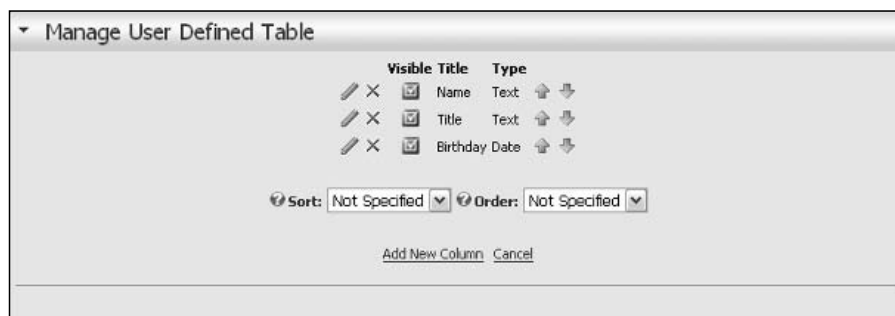 Manage User Defined Table
Visible Title Type
Name Text
Title Text
Birthday Date
Sort: Not Specified Order: Not Specified
Add New Column Cancel